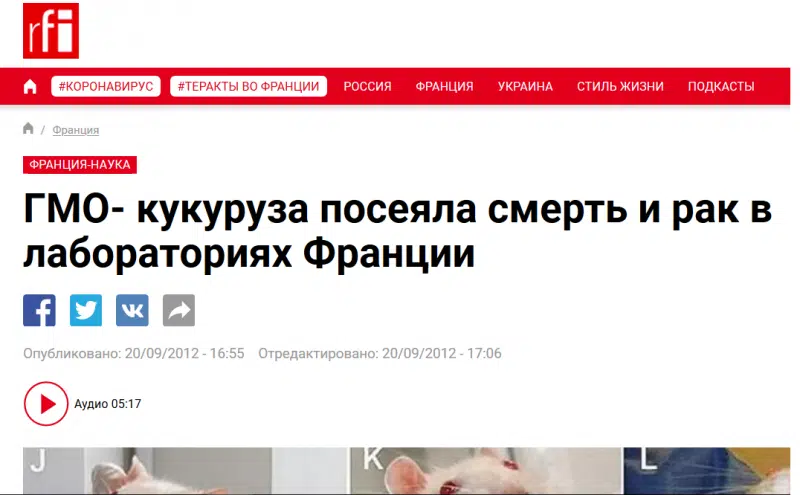 rfi
#КОРОНАВИРУС #ТЕРАКТЫ ВО ФРАНЦИИ РОССИЯ ФРАНЦИЯ УКРАИНА СТИЛЬ ЖИЗНИ ПОДКАСТЫ
/ Франция
ФРАНЦИЯ-НАУКА
ГМО- кукуруза посеяла смерть и рак в
лабораториях Франции
Опубликовано: 20/09/2012 - 16:55 Отредактировано: 20/09/2012 - 17:06
Аудио 05:17
J K L